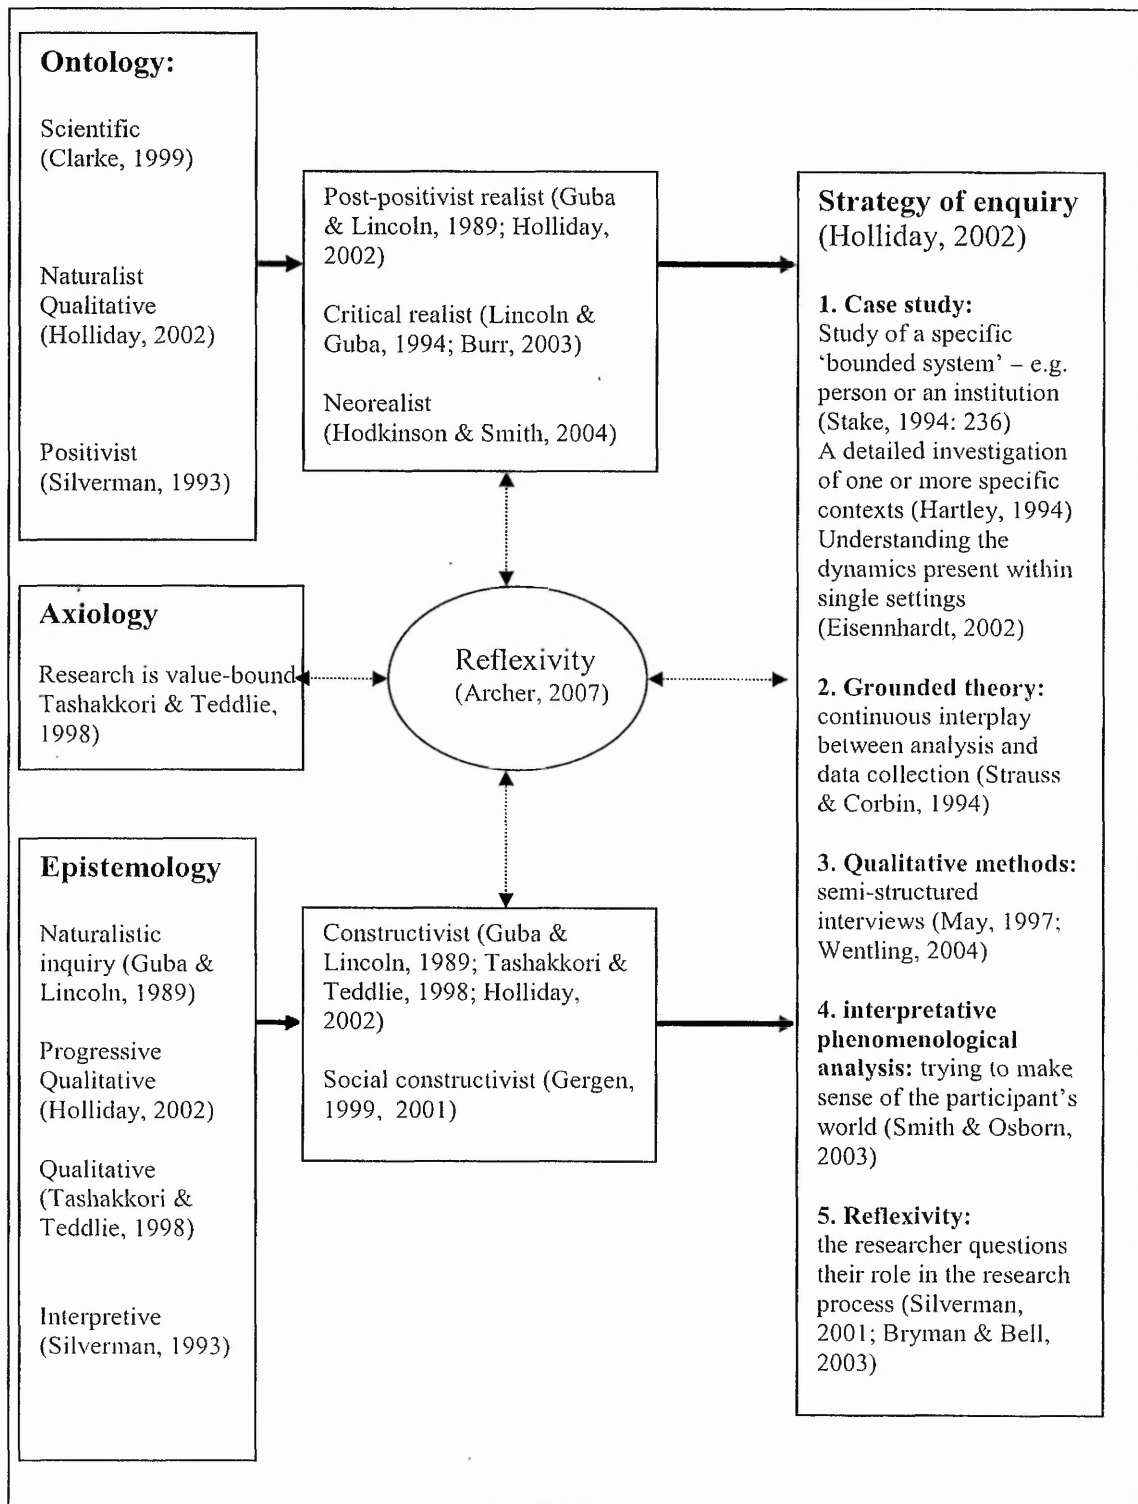 Ontology:
Scientific
(Clarke, 1999)
Naturalist
Qualitative
(Holliday, 2002)
Positivist
(Silverman, 1993)
Post-positivist realist (Guba
& Lincoln, 1989; Holliday,
2002)
Critical realist (Lincoln &
Guba, 1994; Burr, 2003)
Neorealist
(Hodkinson & Smith, 2004)
Axiology
Research is value-bound
Tashakkori & Teddlie,
1998)
Reflexivity
(Archer, 2007)
Epistemology
Naturalistic
inquiry (Guba &
Lincoln, 1989)
Progressive
Qualitative
(Holliday, 2002)
Qualitative
(Tashakkori &
Teddlie, 1998)
Interpretive
(Silverman, 1993)
Constructivist (Guba &
Lincoln, 1989; Tashakkori &
Teddlie, 1998; Holliday,
2002)
Social constructivist (Gergen,
1999, 2001)
Strategy of enquiry
(Holliday, 2002)
1. Case study:
Study of a specific
‘bounded system’ – e.g.
person or an institution
(Stake, 1994: 236)
A detailed investigation
of one or more specific
contexts (Hartley, 1994)
Understanding the
dynamics present within
single settings
(Eisennhardt, 2002)
2. Grounded theory:
continuous interplay
between analysis and
data collection (Strauss
& Corbin, 1994)
3. Qualitative methods:
semi-structured
interviews (May, 1997;
Wentling, 2004)
4. interpretative
phenomenological
analysis: trying to make
sense of the participant’s
world (Smith & Osborn,
2003)
5. Reflexivity:
the researcher questions
their role in the research
process (Silverman,
2001; Bryman & Bell,
2003)